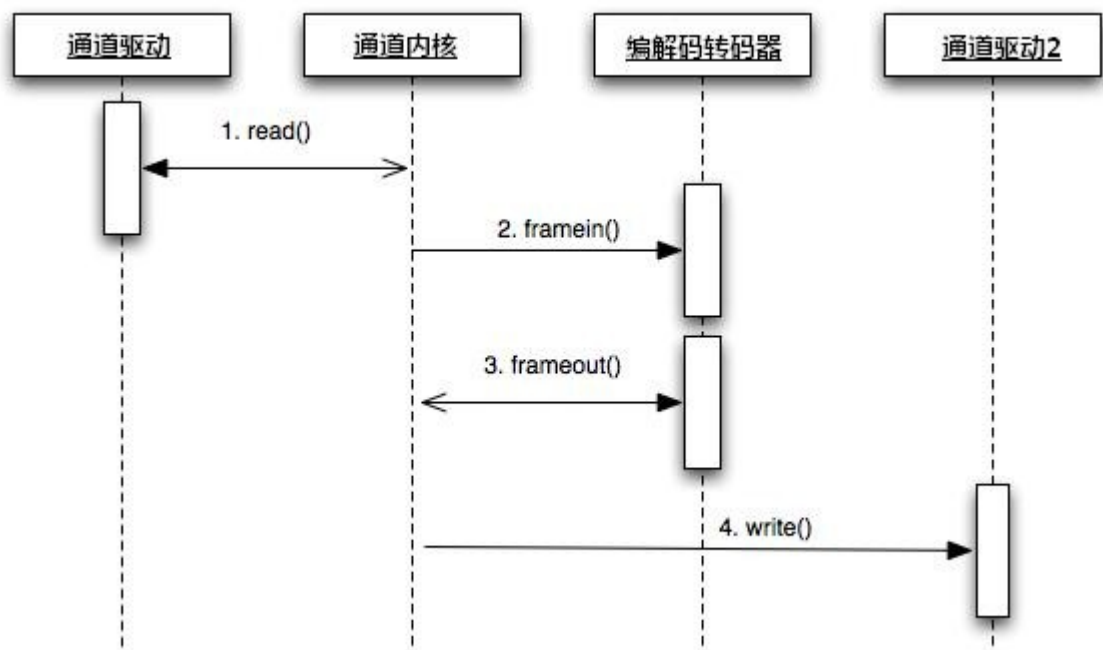 通道驱动
通道内核
编解码转码器
通道驱动2
1. read()
2. framein()
3. frameout()
4. write()